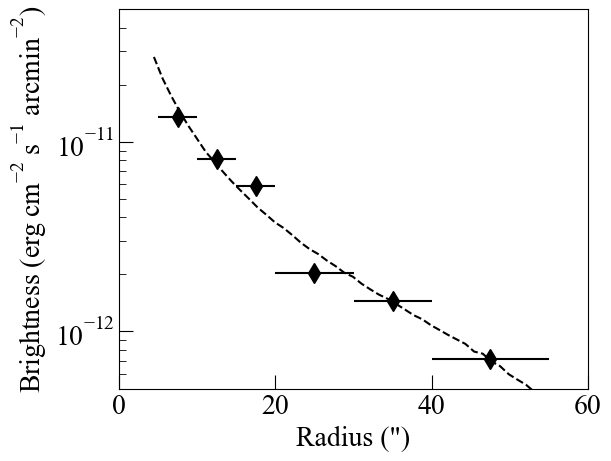 Brightness (erg cm⁻² s⁻¹ arcmin⁻²)
10⁻¹¹
10⁻¹²
0 20 40 60
Radius (")